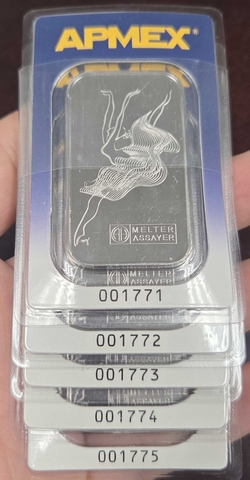 APMEX®
MELTER
ASSAYER
001771
MELTER
ASSAYER
001772
001773
001774
001775